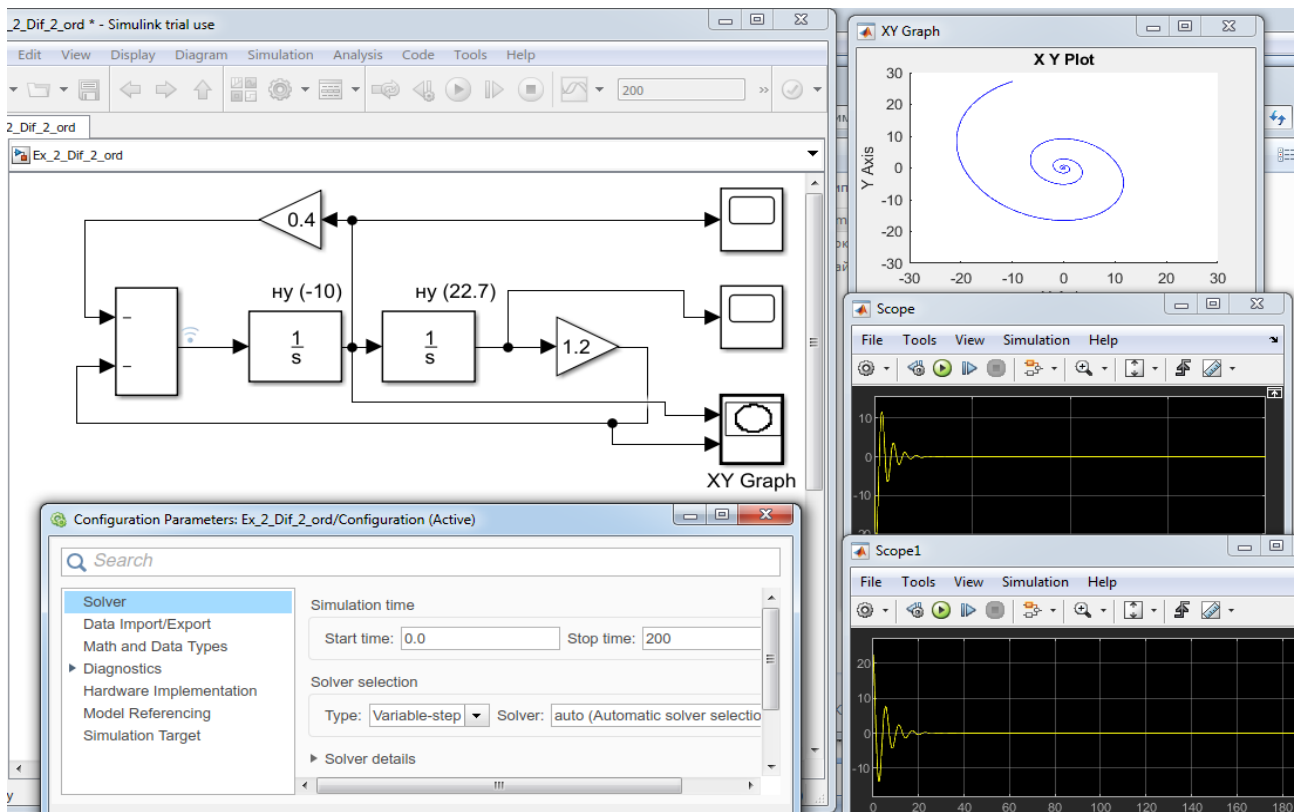 _2_Dif_2_ord * - Simulink trial use
Edit View Display Diagram Simulation Analysis Code Tools Help
200
2_Dif_2_ord
Ex_2_Dif_2_ord
0.4
ну (-10)
ну (22.7)
1
s
1
s
1.2
XY Graph
Configuration Parameters: Ex_2_Dif_2_ord/Configuration (Active)
Search
Solver
Data Import/Export
Math and Data Types
Diagnostics
Hardware Implementation
Model Referencing
Simulation Target
Simulation time
Start time: 0.0 Stop time: 200
Solver selection
Type: Variable-step Solver: auto (Automatic solver selectio
Solver details
XY Graph
X Y Plot
Y Axis
30
20
10
0
-10
-20
-30
-30 -20 -10 0 10 20 30
Scope
File Tools View Simulation Help
10
0
-10
20
Scope1
File Tools View Simulation Help
20
10
0
-10
0 20 40 60 80 100 120 140 160 180